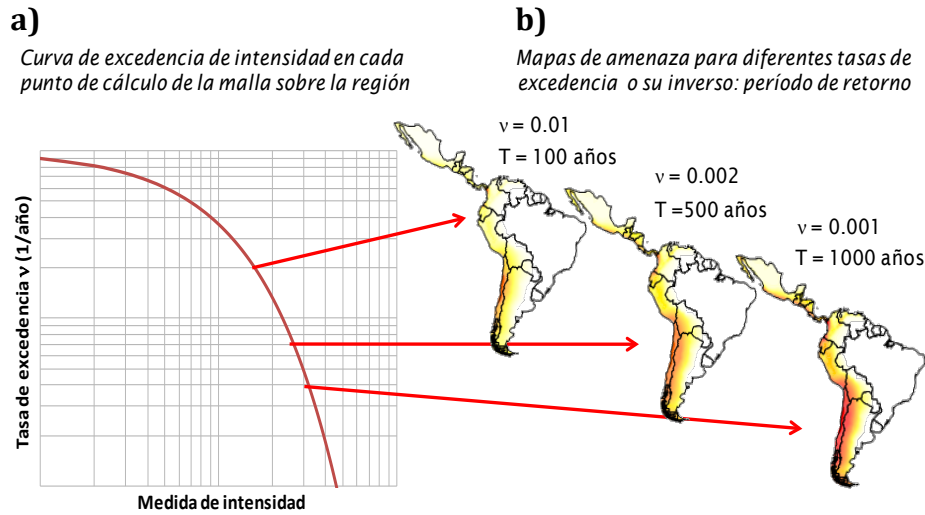 a)
Curva de excedencia de intensidad en cada
punto de cálculo de la malla sobre la región
Tasa de excedencia ν (1/año)
Medida de intensidad
b)
Mapas de amenaza para diferentes tasas de
excedencia o su inverso: período de retorno
ν = 0.01
T = 100 años
ν = 0.002
T =500 años
ν = 0.001
T = 1000 años